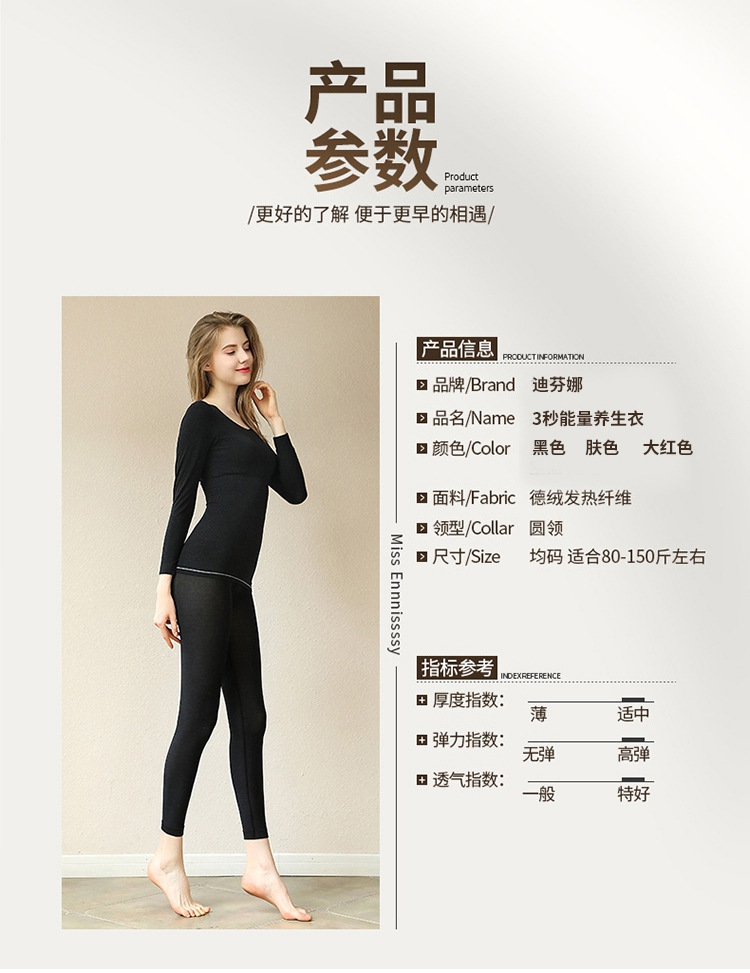 产品
参数
Product
parameters
/更好的了解 便于更早的相遇/
产品信息 PRODUCT INFORMATION
品牌/Brand 迪芬娜
品名/Name 3秒能量养生衣
颜色/Color 黑色 肤色 大红色
面料/Fabric 德绒发热纤维
领型/Collar 圆领
尺寸/Size 均码 适合80-150斤左右
Miss Ennnissssy
指标参考 INDEXREFERENCE
厚度指数：
薄 适中
弹力指数：
无弹 高弹
透气指数：
一般 特好